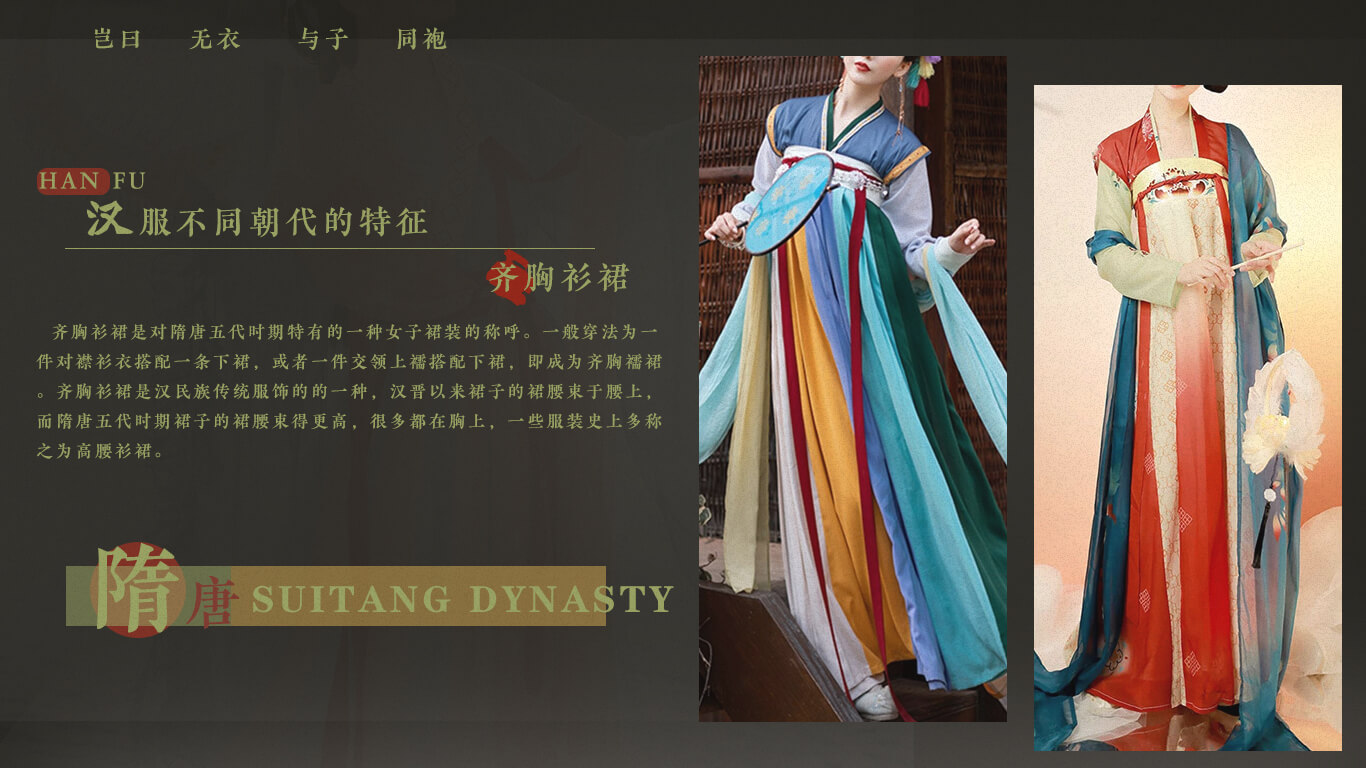 岂曰 无衣 与子 同袍
HAN FU
汉服不同朝代的特征
齐胸衫裙
齐胸衫裙是对隋唐五代时期特有的一种女子裙装的称呼。一般穿法为一
件对襟衫衣搭配一条下裙，或者一件交领上襦搭配下裙，即成为齐胸襦裙
。齐胸衫裙是汉民族传统服饰的的一种，汉晋以来裙子的裙腰束于腰上，
而隋唐五代时期裙子的裙腰束得更高，很多都在胸上，一些服装史上多称
之为高腰衫裙。
隋唐 SUITANG DYNASTY